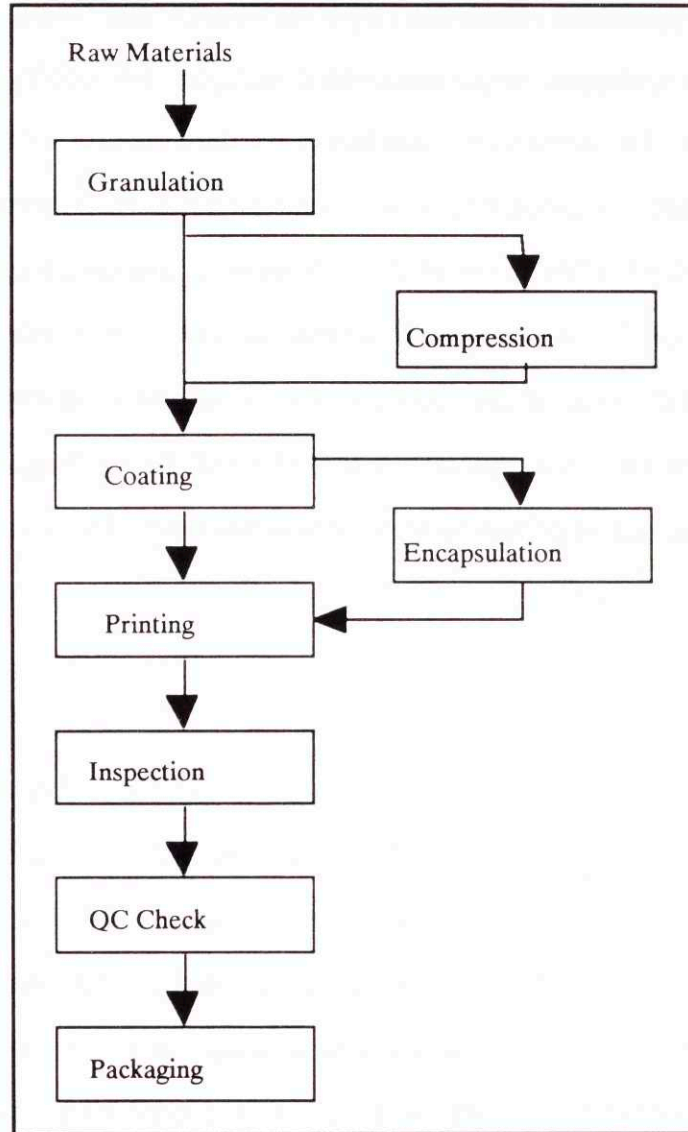 Raw Materials
Granulation
Compression
Coating
Encapsulation
Printing
Inspection
QC Check
Packaging